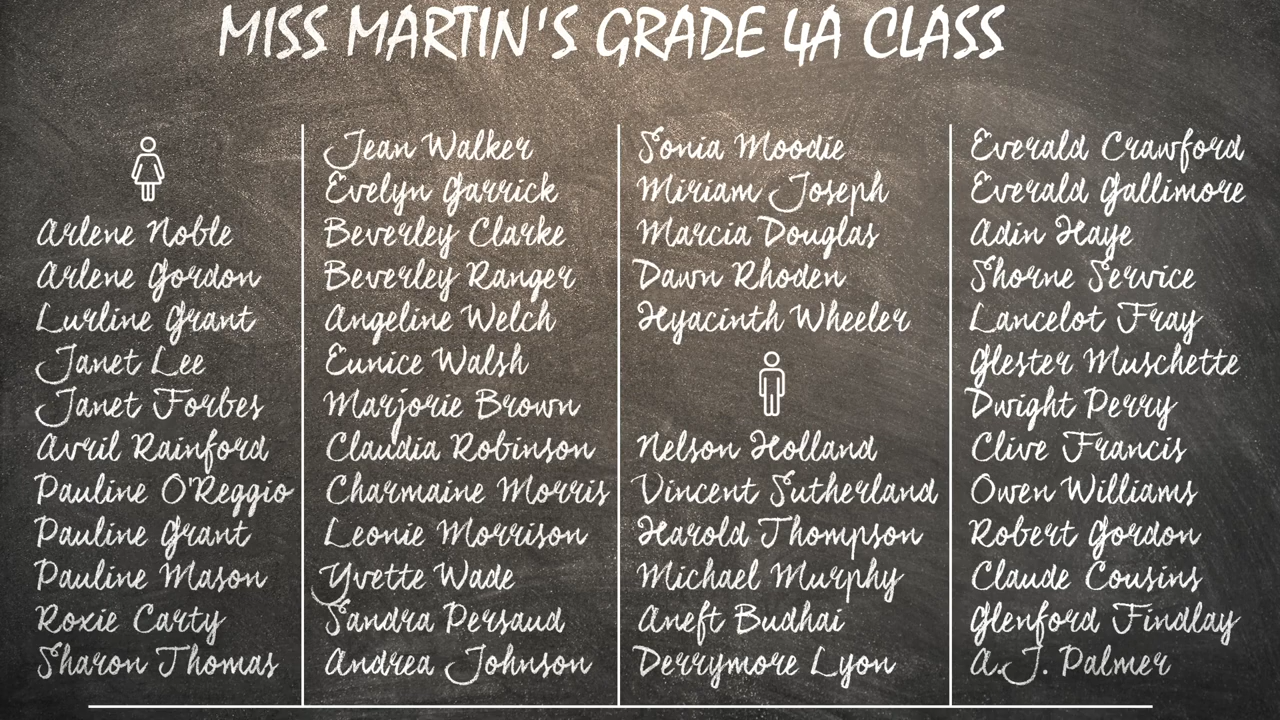 MISS MARTIN'S GRADE 4A CLASS
Arlene Noble
Arlene Gordon
Lurline Grant
Janet Lee
Janet Forbes
Avril Rainford
Pauline O'Reggio
Pauline Grant
Pauline Mason
Roxie Carty
Sharon Thomas
Jean Walker
Evelyn Garrick
Beverley Clarke
Beverley Ranger
Angeline Welch
Eunice Walsh
Marjorie Brown
Claudia Robinson
Charmaine Morris
Leonie Morrison
Yvette Wade
Sandra Persaud
Andrea Johnson
Sonia Moodie
Miriam Joseph
Marcia Douglas
Dawn Rhoden
Hyacinth Wheeler
Nelson Holland
Vincent Sutherland
Harold Thompson
Michael Murphy
Aneft Budhai
Derrymore Lyon
Everald Crawford
Everald Gallimore
Adin Haye
Shorne Service
Lancelot Fray
Glester Muschette
Dwight Perry
Clive Francis
Owen Williams
Robert Gordon
Claude Cousins
Glenford Findlay
A.J. Palmer